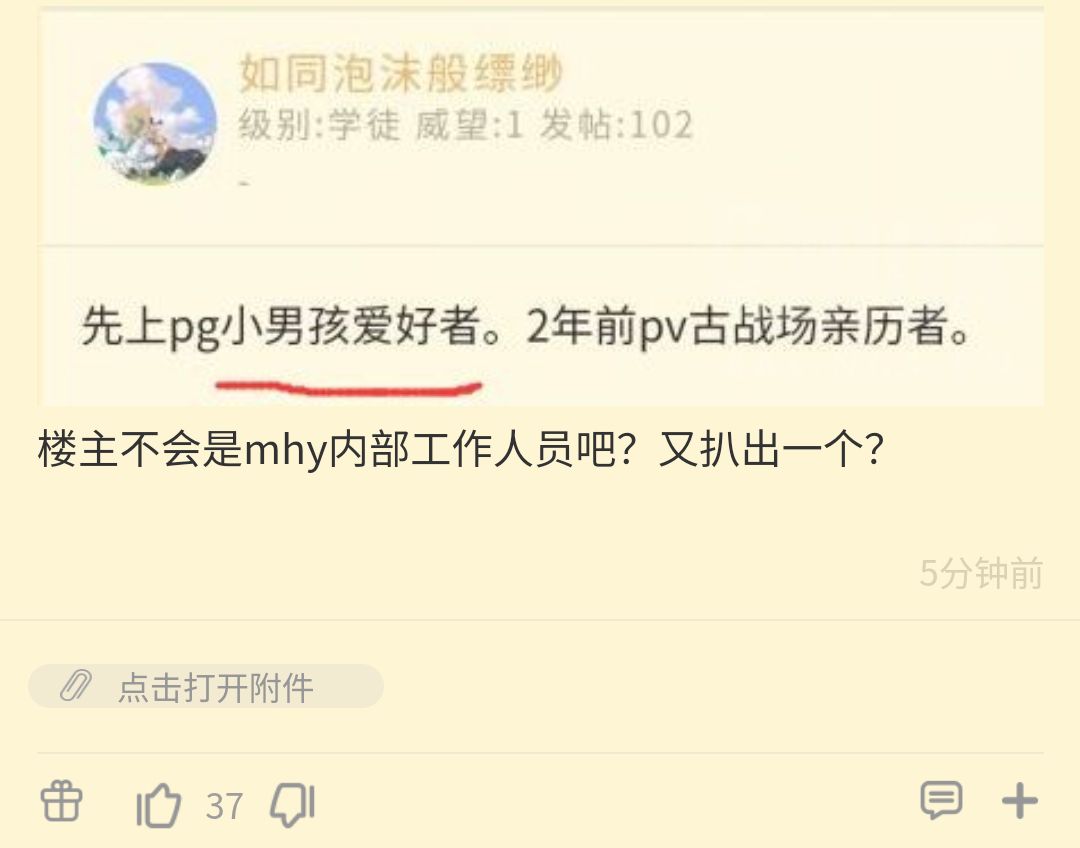 如同泡沫般缥缈
级别:学徒 威望:1 发帖:102
先上pg小男孩爱好者。2年前pv古战场亲历者。
楼主不会是mhy内部工作人员吧？又扒出一个？
5分钟前
点击打开附件
37